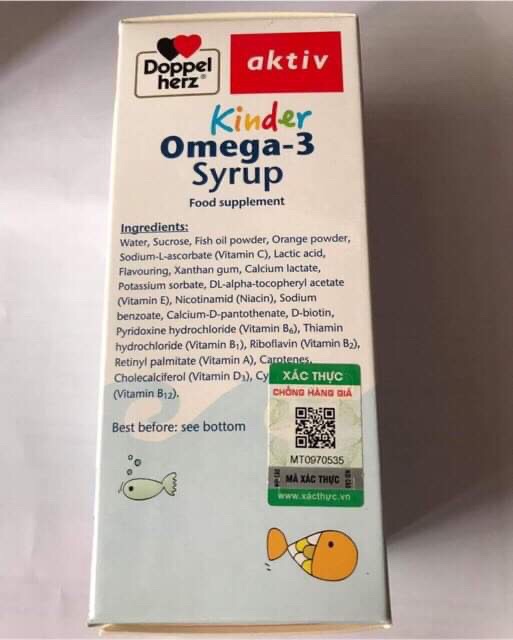 Doppel
herz®
aktiv
Kinder
Omega-3
Syrup
Food supplement
Ingredients:
Water, Sucrose, Fish oil powder, Orange powder,
Sodium-L-ascorbate (Vitamin C), Lactic acid,
Flavouring, Xanthan gum, Calcium lactate,
Potassium sorbate, DL-alpha-tocopheryl acetate
(Vitamin E), Nicotinamid (Niacin), Sodium
benzoate, Calcium-D-pantothenate, D-biotin,
Pyridoxine hydrochloride (Vitamin B₆), Thiamin
hydrochloride (Vitamin B₁), Riboflavin (Vitamin B₂),
Retinyl palmitate (Vitamin A), Carotenes,
Cholecalciferol (Vitamin D₃), Cy
(Vitamin B₁₂).
XÁC THỰC
CHỐNG HÀNG GIẢ
MT0970535
MÃ XÁC THỰC
www.xácthực.vn
Best before: see bottom